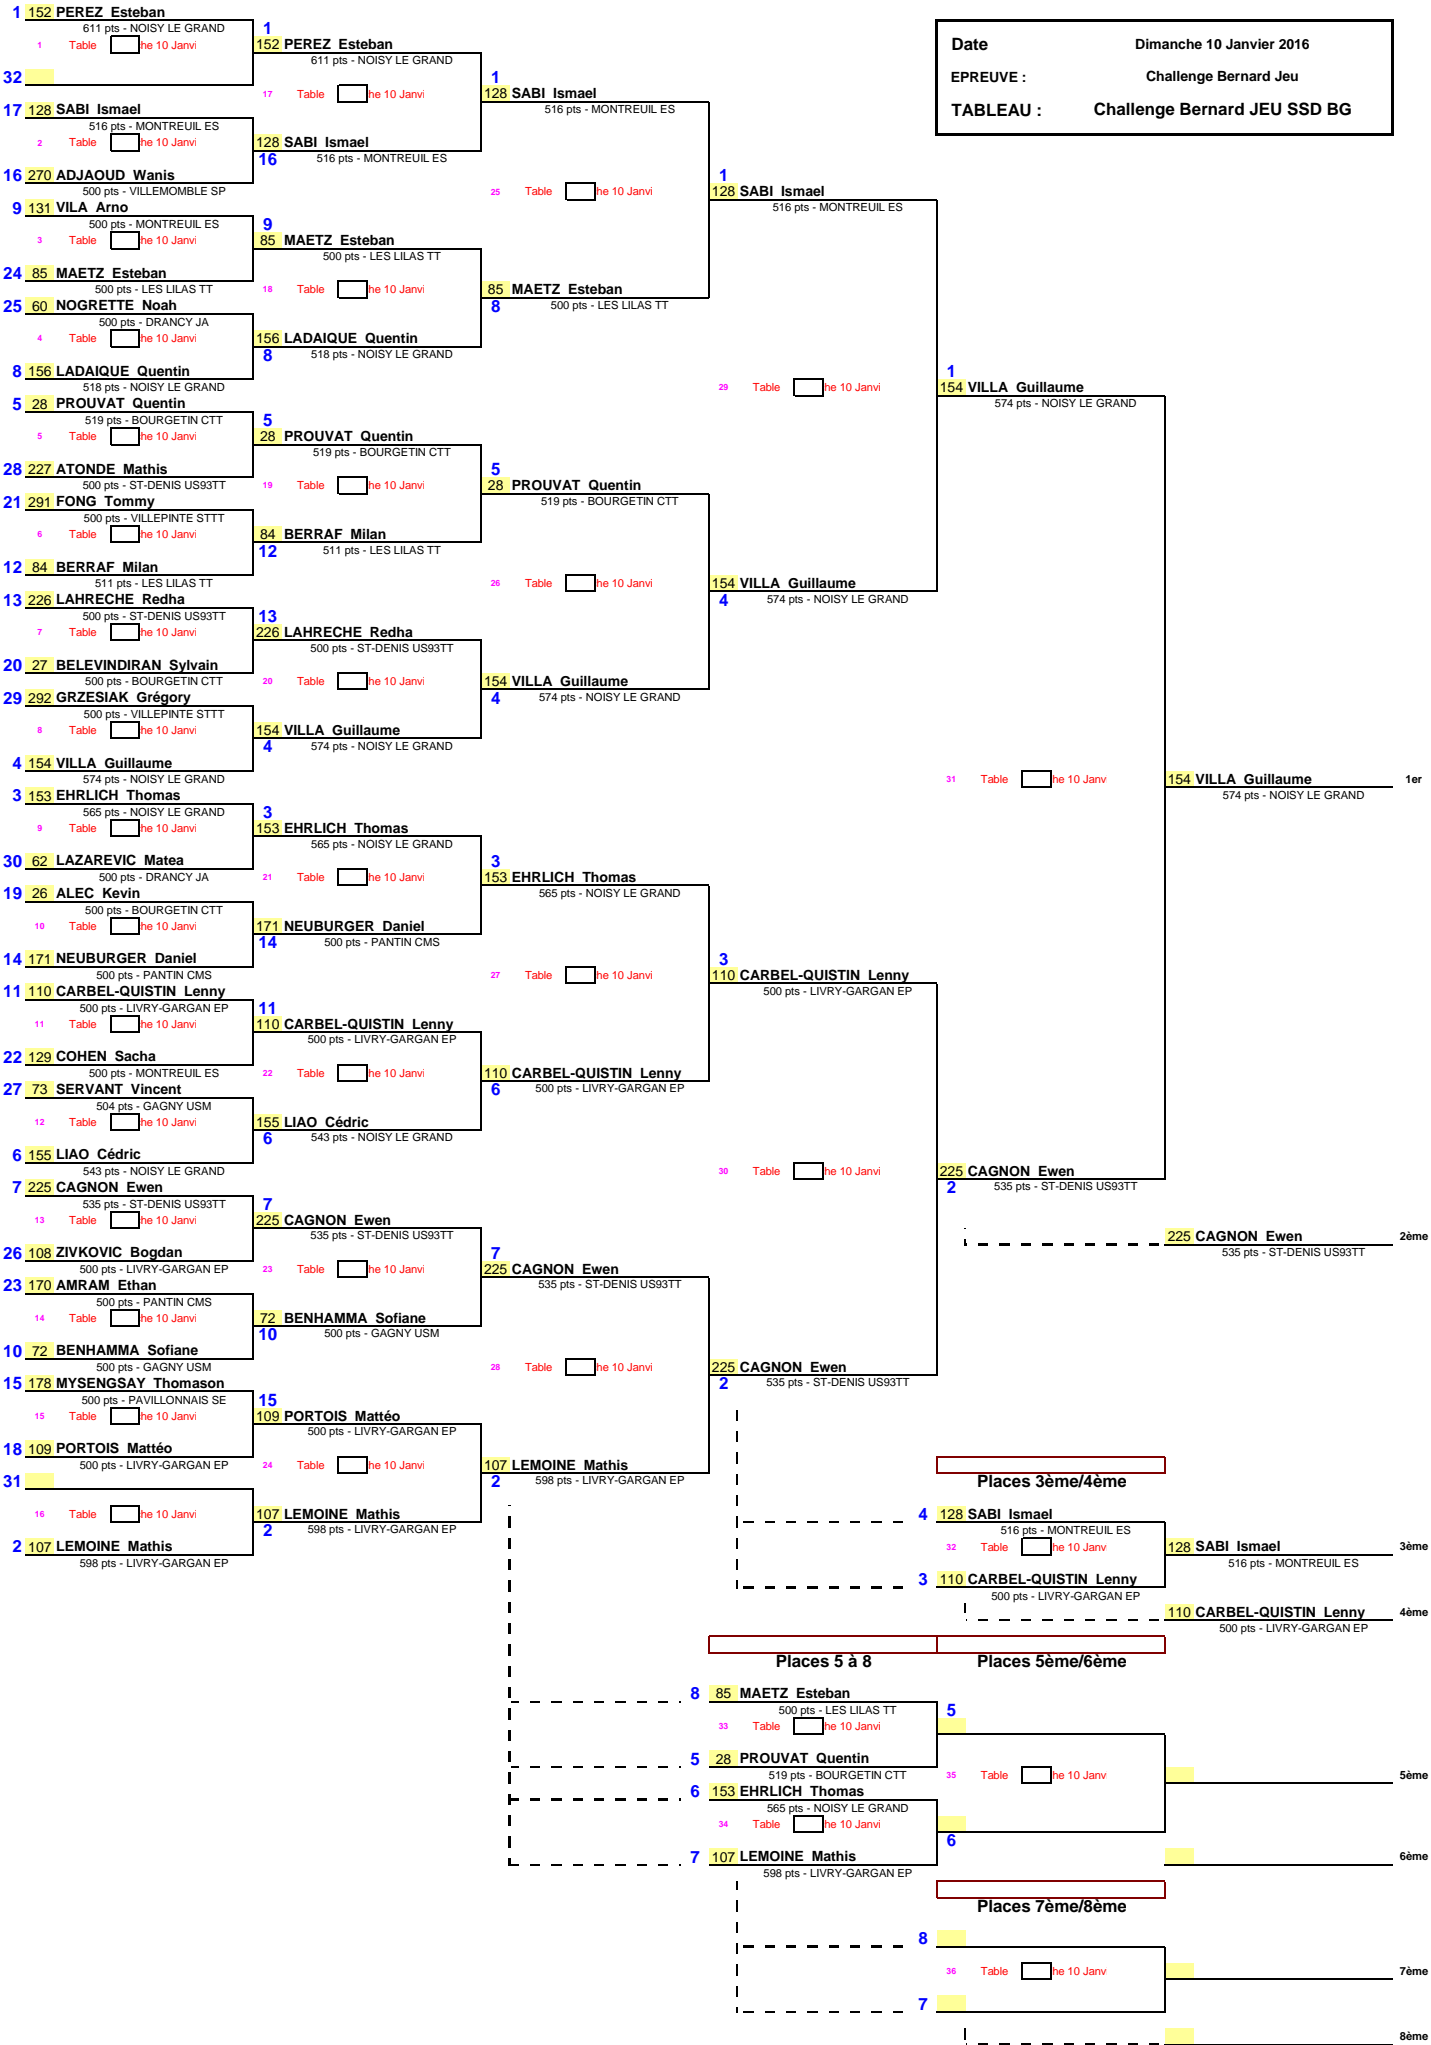 Date Dimanche 10 Janvier 2016
EPREUVE : Challenge Bernard Jeu
TABLEAU : Challenge Bernard JEU SSD BG
1 152 PEREZ Esteban
611 pts - NOISY LE GRAND
1 Table he 10 Janvi
32
17 128 SABI Ismael
516 pts - MONTREUIL ES
2 Table he 10 Janvi
16 270 ADJAOUD Wanis
500 pts - VILLEMOMBLE SP
9 131 VILA Arno
500 pts - MONTREUIL ES
3 Table he 10 Janvi
24 85 MAETZ Esteban
500 pts - LES LILAS TT
25 60 NOGRETTE Noah
500 pts - DRANCY JA
4 Table he 10 Janvi
8 156 LADAIQUE Quentin
518 pts - NOISY LE GRAND
5 28 PROUVAT Quentin
519 pts - BOURGETIN CTT
5 Table he 10 Janvi
28 227 ATONDE Mathis
500 pts - ST-DENIS US93TT
21 291 FONG Tommy
500 pts - VILLEPINTE STTT
6 Table he 10 Janvi
12 84 BERRAF Milan
511 pts - LES LILAS TT
13 226 LAHRECHE Redha
500 pts - ST-DENIS US93TT
7 Table he 10 Janvi
20 27 BELEVINDIRAN Sylvain
500 pts - BOURGETIN CTT
29 292 GRZESIAK Grégory
500 pts - VILLEPINTE STTT
8 Table he 10 Janvi
4 154 VILLA Guillaume
574 pts - NOISY LE GRAND
3 153 EHRLICH Thomas
565 pts - NOISY LE GRAND
9 Table he 10 Janvi
30 62 LAZAREVIC Matea
500 pts - DRANCY JA
19 26 ALEC Kevin
500 pts - BOURGETIN CTT
10 Table he 10 Janvi
14 171 NEUBURGER Daniel
500 pts - PANTIN CMS
11 110 CARBEL-QUISTIN Lenny
500 pts - LIVRY-GARGAN EP
11 Table he 10 Janvi
22 129 COHEN Sacha
500 pts - MONTREUIL ES
27 73 SERVANT Vincent
504 pts - GAGNY USM
12 Table he 10 Janvi
6 155 LIAO Cédric
543 pts - NOISY LE GRAND
7 225 CAGNON Ewen
535 pts - ST-DENIS US93TT
13 Table he 10 Janvi
26 108 ZIVKOVIC Bogdan
500 pts - LIVRY-GARGAN EP
23 170 AMRAM Ethan
500 pts - PANTIN CMS
14 Table he 10 Janvi
10 72 BENHAMMA Sofiane
500 pts - GAGNY USM
15 178 MYSENGSAY Thomason
500 pts - PAVILLONNAIS SE
15 Table he 10 Janvi
18 109 PORTOIS Mattéo
500 pts - LIVRY-GARGAN EP
31
16 Table he 10 Janvi
2 107 LEMOINE Mathis
598 pts - LIVRY-GARGAN EP
1
152 PEREZ Esteban
611 pts - NOISY LE GRAND
17 Table he 10 Janvi
128 SABI Ismael
16 516 pts - MONTREUIL ES
9
85 MAETZ Esteban
500 pts - LES LILAS TT
18 Table he 10 Janvi
156 LADAIQUE Quentin
8 518 pts - NOISY LE GRAND
5
28 PROUVAT Quentin
519 pts - BOURGETIN CTT
19 Table he 10 Janvi
84 BERRAF Milan
12 511 pts - LES LILAS TT
13
226 LAHRECHE Redha
500 pts - ST-DENIS US93TT
20 Table he 10 Janvi
154 VILLA Guillaume
4 574 pts - NOISY LE GRAND
3
153 EHRLICH Thomas
565 pts - NOISY LE GRAND
21 Table he 10 Janvi
171 NEUBURGER Daniel
14 500 pts - PANTIN CMS
11
110 CARBEL-QUISTIN Lenny
500 pts - LIVRY-GARGAN EP
22 Table he 10 Janvi
155 LIAO Cédric
6 543 pts - NOISY LE GRAND
7
225 CAGNON Ewen
535 pts - ST-DENIS US93TT
23 Table he 10 Janvi
72 BENHAMMA Sofiane
10 500 pts - GAGNY USM
15
109 PORTOIS Mattéo
500 pts - LIVRY-GARGAN EP
24 Table he 10 Janvi
107 LEMOINE Mathis
2 598 pts - LIVRY-GARGAN EP
1
128 SABI Ismael
516 pts - MONTREUIL ES
25 Table he 10 Janvi
85 MAETZ Esteban
8 500 pts - LES LILAS TT
5
28 PROUVAT Quentin
519 pts - BOURGETIN CTT
26 Table he 10 Janvi
154 VILLA Guillaume
4 574 pts - NOISY LE GRAND
3
153 EHRLICH Thomas
565 pts - NOISY LE GRAND
27 Table he 10 Janvi
110 CARBEL-QUISTIN Lenny
6 500 pts - LIVRY-GARGAN EP
7
225 CAGNON Ewen
535 pts - ST-DENIS US93TT
28 Table he 10 Janvi
107 LEMOINE Mathis
2 598 pts - LIVRY-GARGAN EP
1
128 SABI Ismael
516 pts - MONTREUIL ES
29 Table he 10 Janvi
154 VILLA Guillaume
4 574 pts - NOISY LE GRAND
3
110 CARBEL-QUISTIN Lenny
500 pts - LIVRY-GARGAN EP
30 Table he 10 Janvi
225 CAGNON Ewen
2 535 pts - ST-DENIS US93TT
1
154 VILLA Guillaume
574 pts - NOISY LE GRAND
31 Table he 10 Janv
225 CAGNON Ewen
2 535 pts - ST-DENIS US93TT
154 VILLA Guillaume 1er
574 pts - NOISY LE GRAND
225 CAGNON Ewen 2ème
535 pts - ST-DENIS US93TT
Places 3ème/4ème
4 128 SABI Ismael
516 pts - MONTREUIL ES
32 Table he 10 Janv
3 110 CARBEL-QUISTIN Lenny
500 pts - LIVRY-GARGAN EP
128 SABI Ismael 3ème
516 pts - MONTREUIL ES
110 CARBEL-QUISTIN Lenny 4ème
500 pts - LIVRY-GARGAN EP
Places 5 à 8 Places 5ème/6ème
8 85 MAETZ Esteban
500 pts - LES LILAS TT
33 Table he 10 Janvi
5 28 PROUVAT Quentin
519 pts - BOURGETIN CTT
6 153 EHRLICH Thomas
565 pts - NOISY LE GRAND
34 Table he 10 Janvi
7 107 LEMOINE Mathis
598 pts - LIVRY-GARGAN EP
5
35 Table he 10 Janv 5ème
6
6ème
Places 7ème/8ème
8
36 Table he 10 Janv 7ème
7
8ème